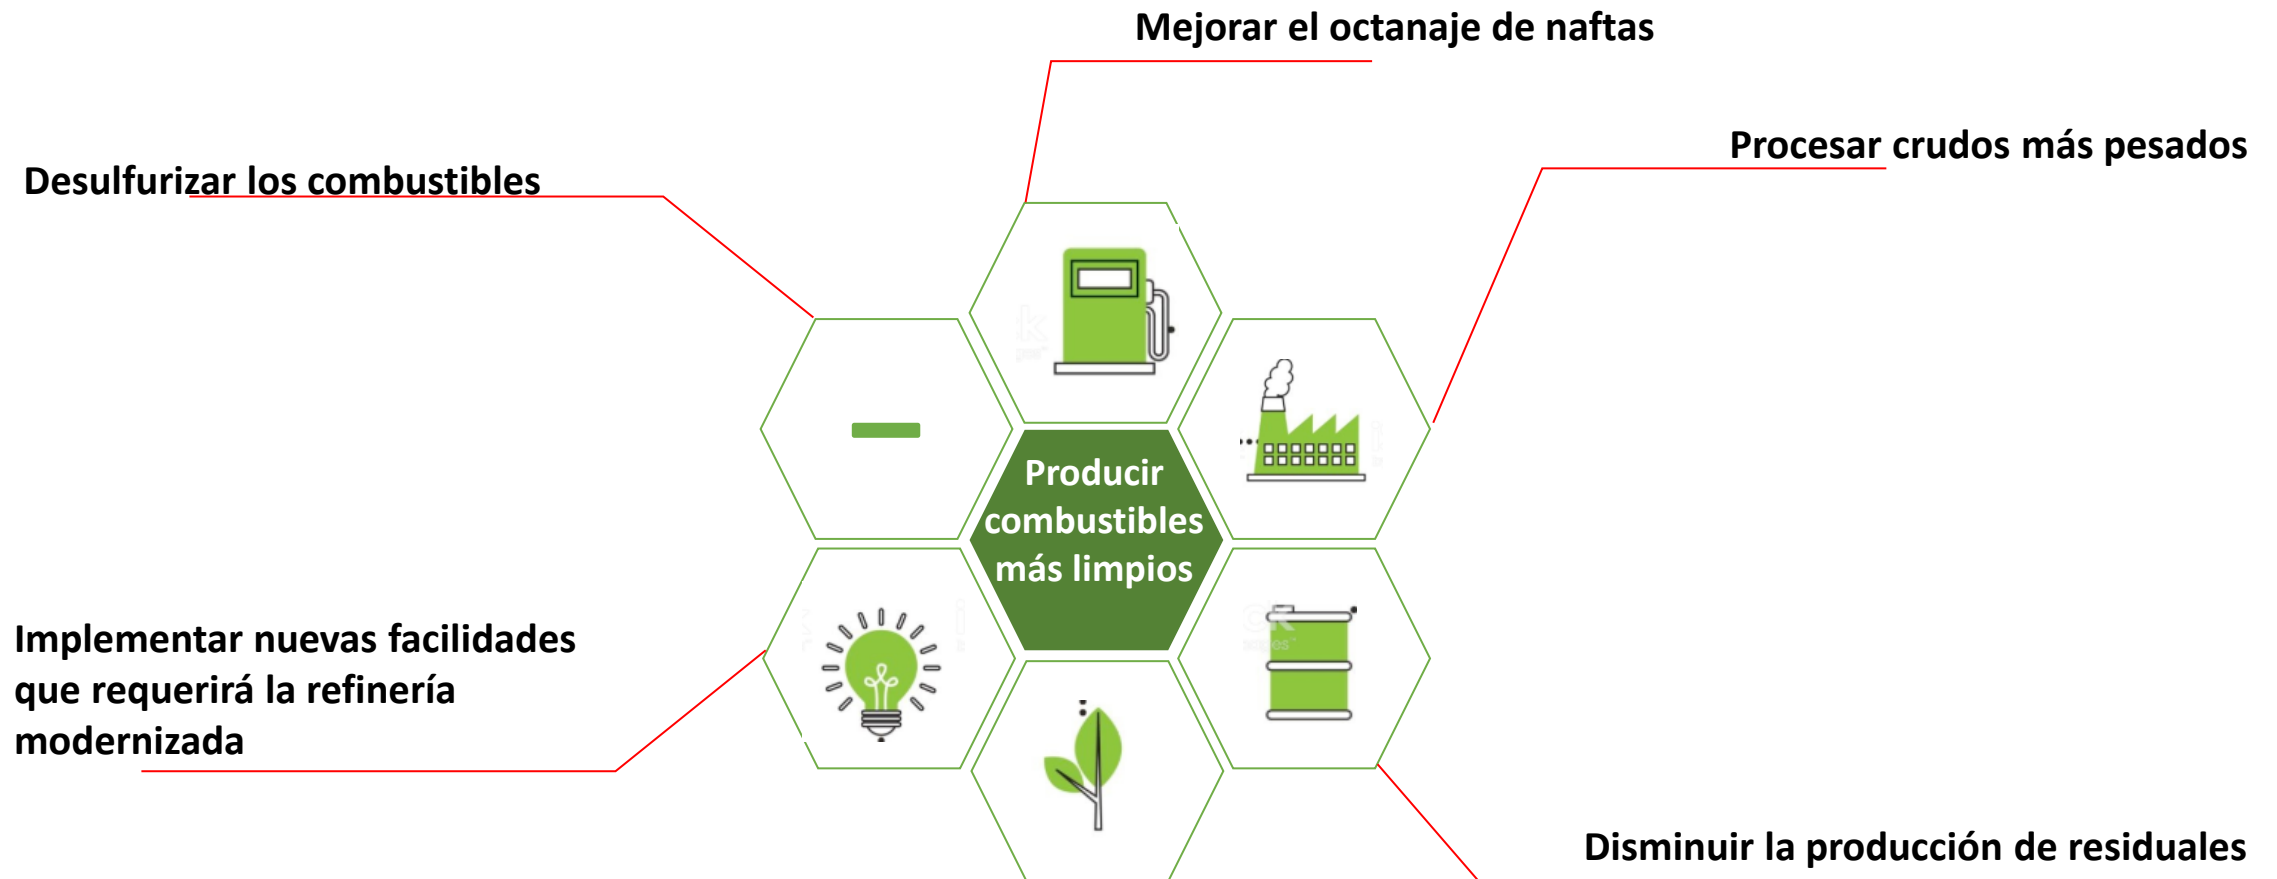 Mejorar el octanaje de naftas
Procesar crudos más pesados
Desulfurizar los combustibles
Producir
combustibles
más limpios
Implementar nuevas facilidades
que requerirá la refinería
modernizada
Disminuir la producción de residuales